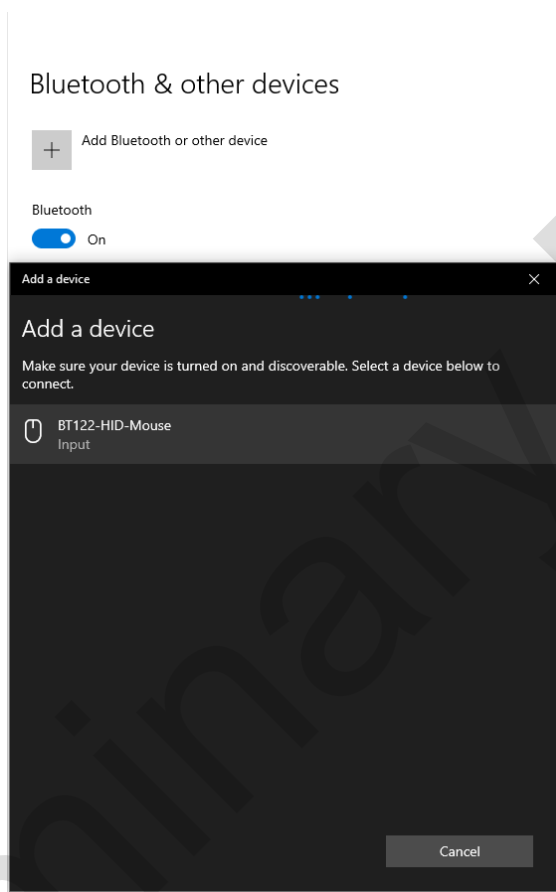 Bluetooth & other devices
Add Bluetooth or other device
Bluetooth
On
Add a device
Add a device
Make sure your device is turned on and discoverable. Select a device below to
connect.
BT122-HID-Mouse
Input
Cancel